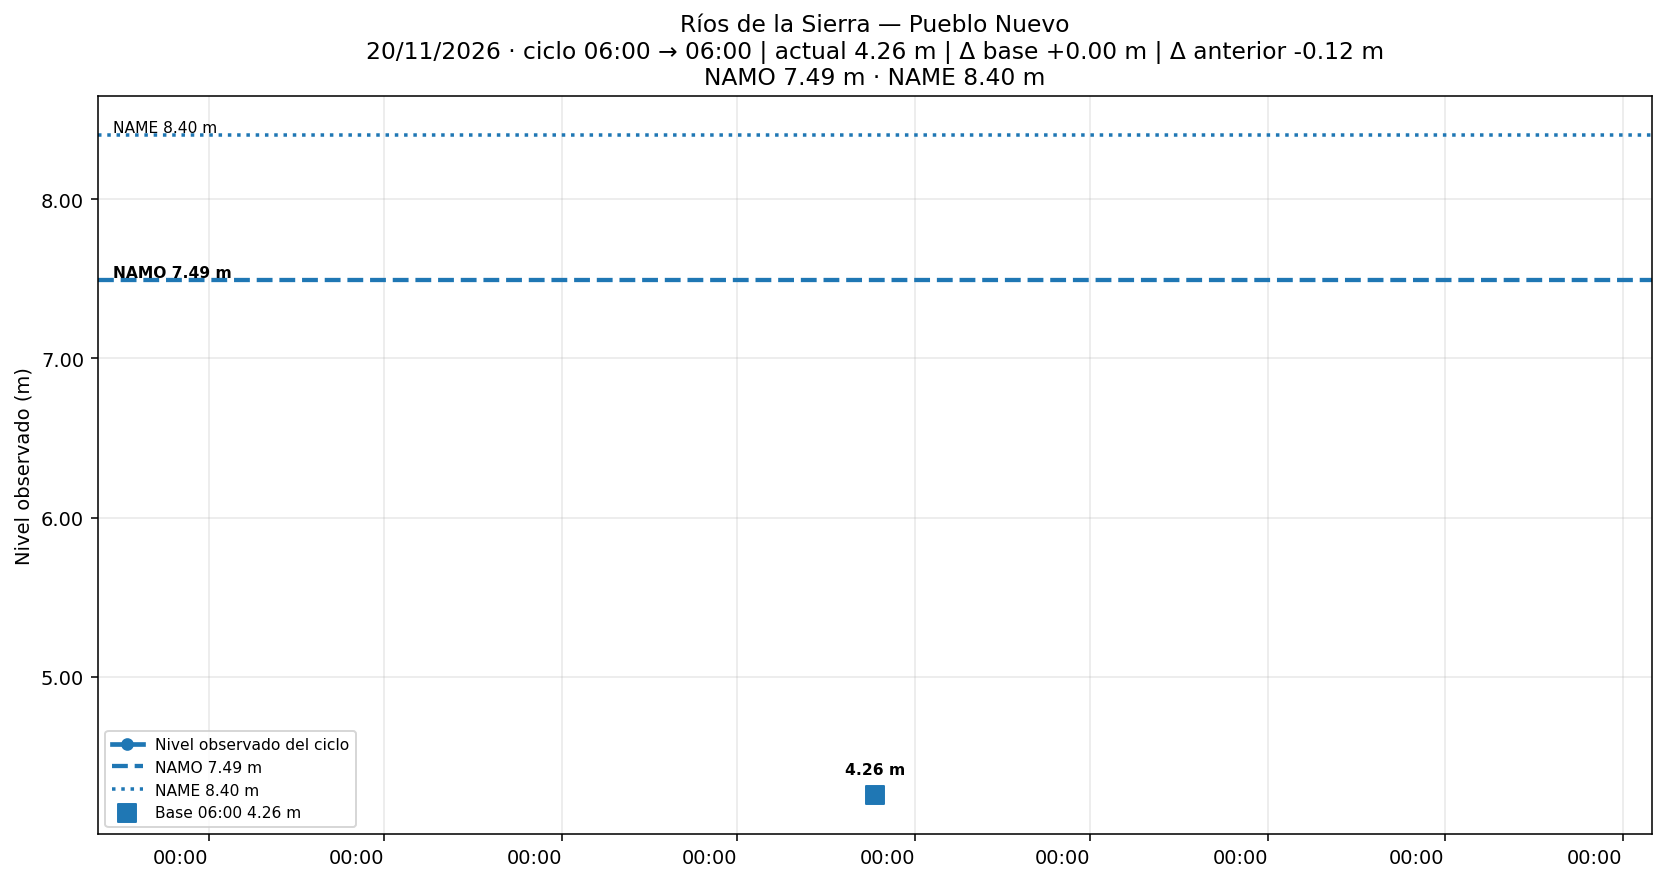 Ríos de la Sierra — Pueblo Nuevo
20/11/2026 · ciclo 06:00 → 06:00 | actual 4.26 m | Δ base +0.00 m | Δ anterior -0.12 m
NAMO 7.49 m · NAME 8.40 m
NAME 8.40 m
8.00
NAMO 7.49 m
7.00
Nivel observado (m)
6.00
5.00
4.26 m
Nivel observado del ciclo
NAMO 7.49 m
NAME 8.40 m
Base 06:00 4.26 m
00:00 00:00 00:00 00:00 00:00 00:00 00:00 00:00 00:00